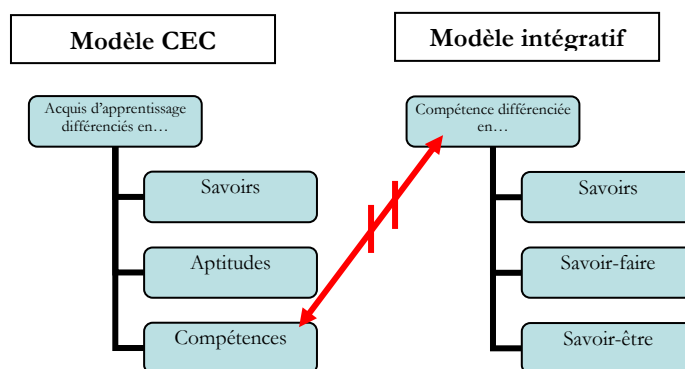 Modèle CEC
Modèle intégratif
Acquis d'apprentissage
différenciés en…
Compétence différenciée
en…
Savoirs
Savoirs
Aptitudes
Savoir-faire
Compétences
Savoir-être